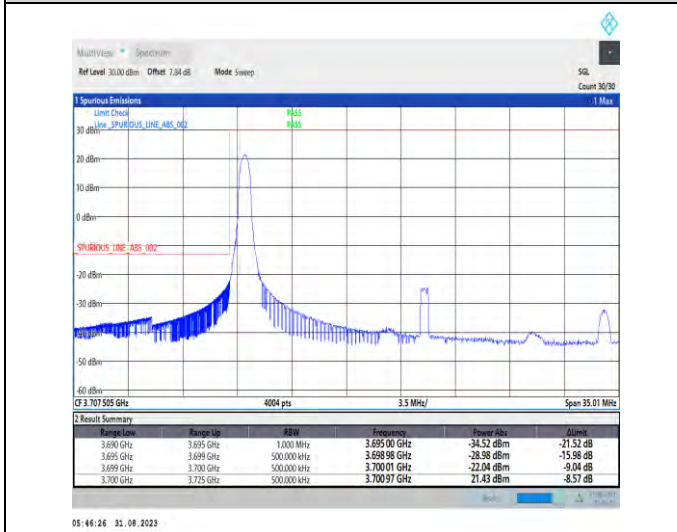 MultiView Spectrum
Ref Level 30.00 dBm Offset 7.84 dB Mode Sweep SGL
Count 30/30
1 Spurious Emissions 1 Max
Limit Check PASS
Line _SPURIOUS_LINE_ABS_002 PASS
30 dBm
20 dBm
10 dBm
0 dBm
_SPURIOUS_LINE_ABS_002
-20 dBm
-30 dBm
-50 dBm
-60 dBm
CF 3.707 505 GHz 4004 pts 3.5 MHz/ Span 35.01 MHz
2 Result Summary
Range Low Range Up RBW Frequency Power Abs ΔLimit
3.690 GHz 3.695 GHz 1.000 MHz 3.695 00 GHz -34.52 dBm -21.52 dB
3.695 GHz 3.699 GHz 500.000 kHz 3.698 98 GHz -28.98 dBm -15.98 dB
3.699 GHz 3.700 GHz 500.000 kHz 3.700 01 GHz -22.04 dBm -9.04 dB
3.700 GHz 3.725 GHz 500.000 kHz 3.700 97 GHz 21.43 dBm -8.57 dB
05:46:26 31.08.2023